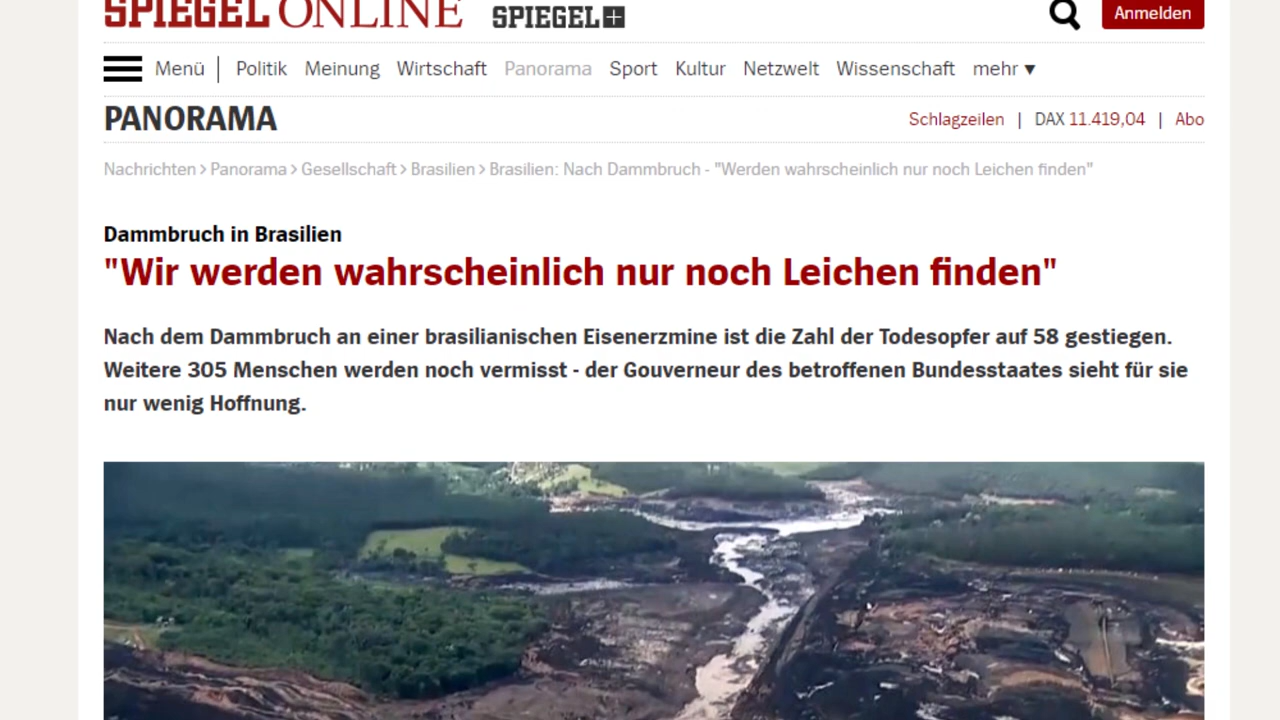 SPIEGEL ONLINE SPIEGEL+ Anmelden
Menü | Politik Meinung Wirtschaft Panorama Sport Kultur Netzwelt Wissenschaft mehr ▼
PANORAMA Schlagzeilen | DAX 11.419,04 | Abo
Nachrichten > Panorama > Gesellschaft > Brasilien > Brasilien: Nach Dammbruch - "Werden wahrscheinlich nur noch Leichen finden"
Dammbruch in Brasilien
"Wir werden wahrscheinlich nur noch Leichen finden"
Nach dem Dammbruch an einer brasilianischen Eisenerzmine ist die Zahl der Todesopfer auf 58 gestiegen.
Weitere 305 Menschen werden noch vermisst - der Gouverneur des betroffenen Bundesstaates sieht für sie
nur wenig Hoffnung.